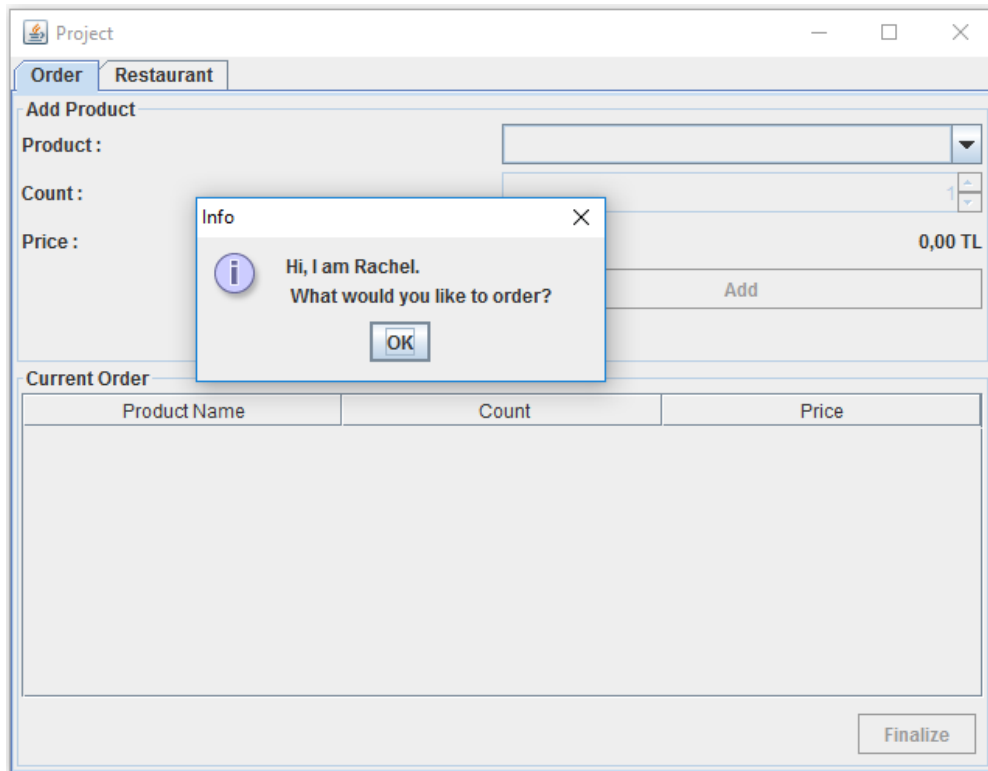 Project
Order Restaurant
Add Product
Product :
Count :
1
Price :
0,00 TL
Add
Info
Hi, I am Rachel.
What would you like to order?
OK
Current Order
Product Name Count Price
Finalize